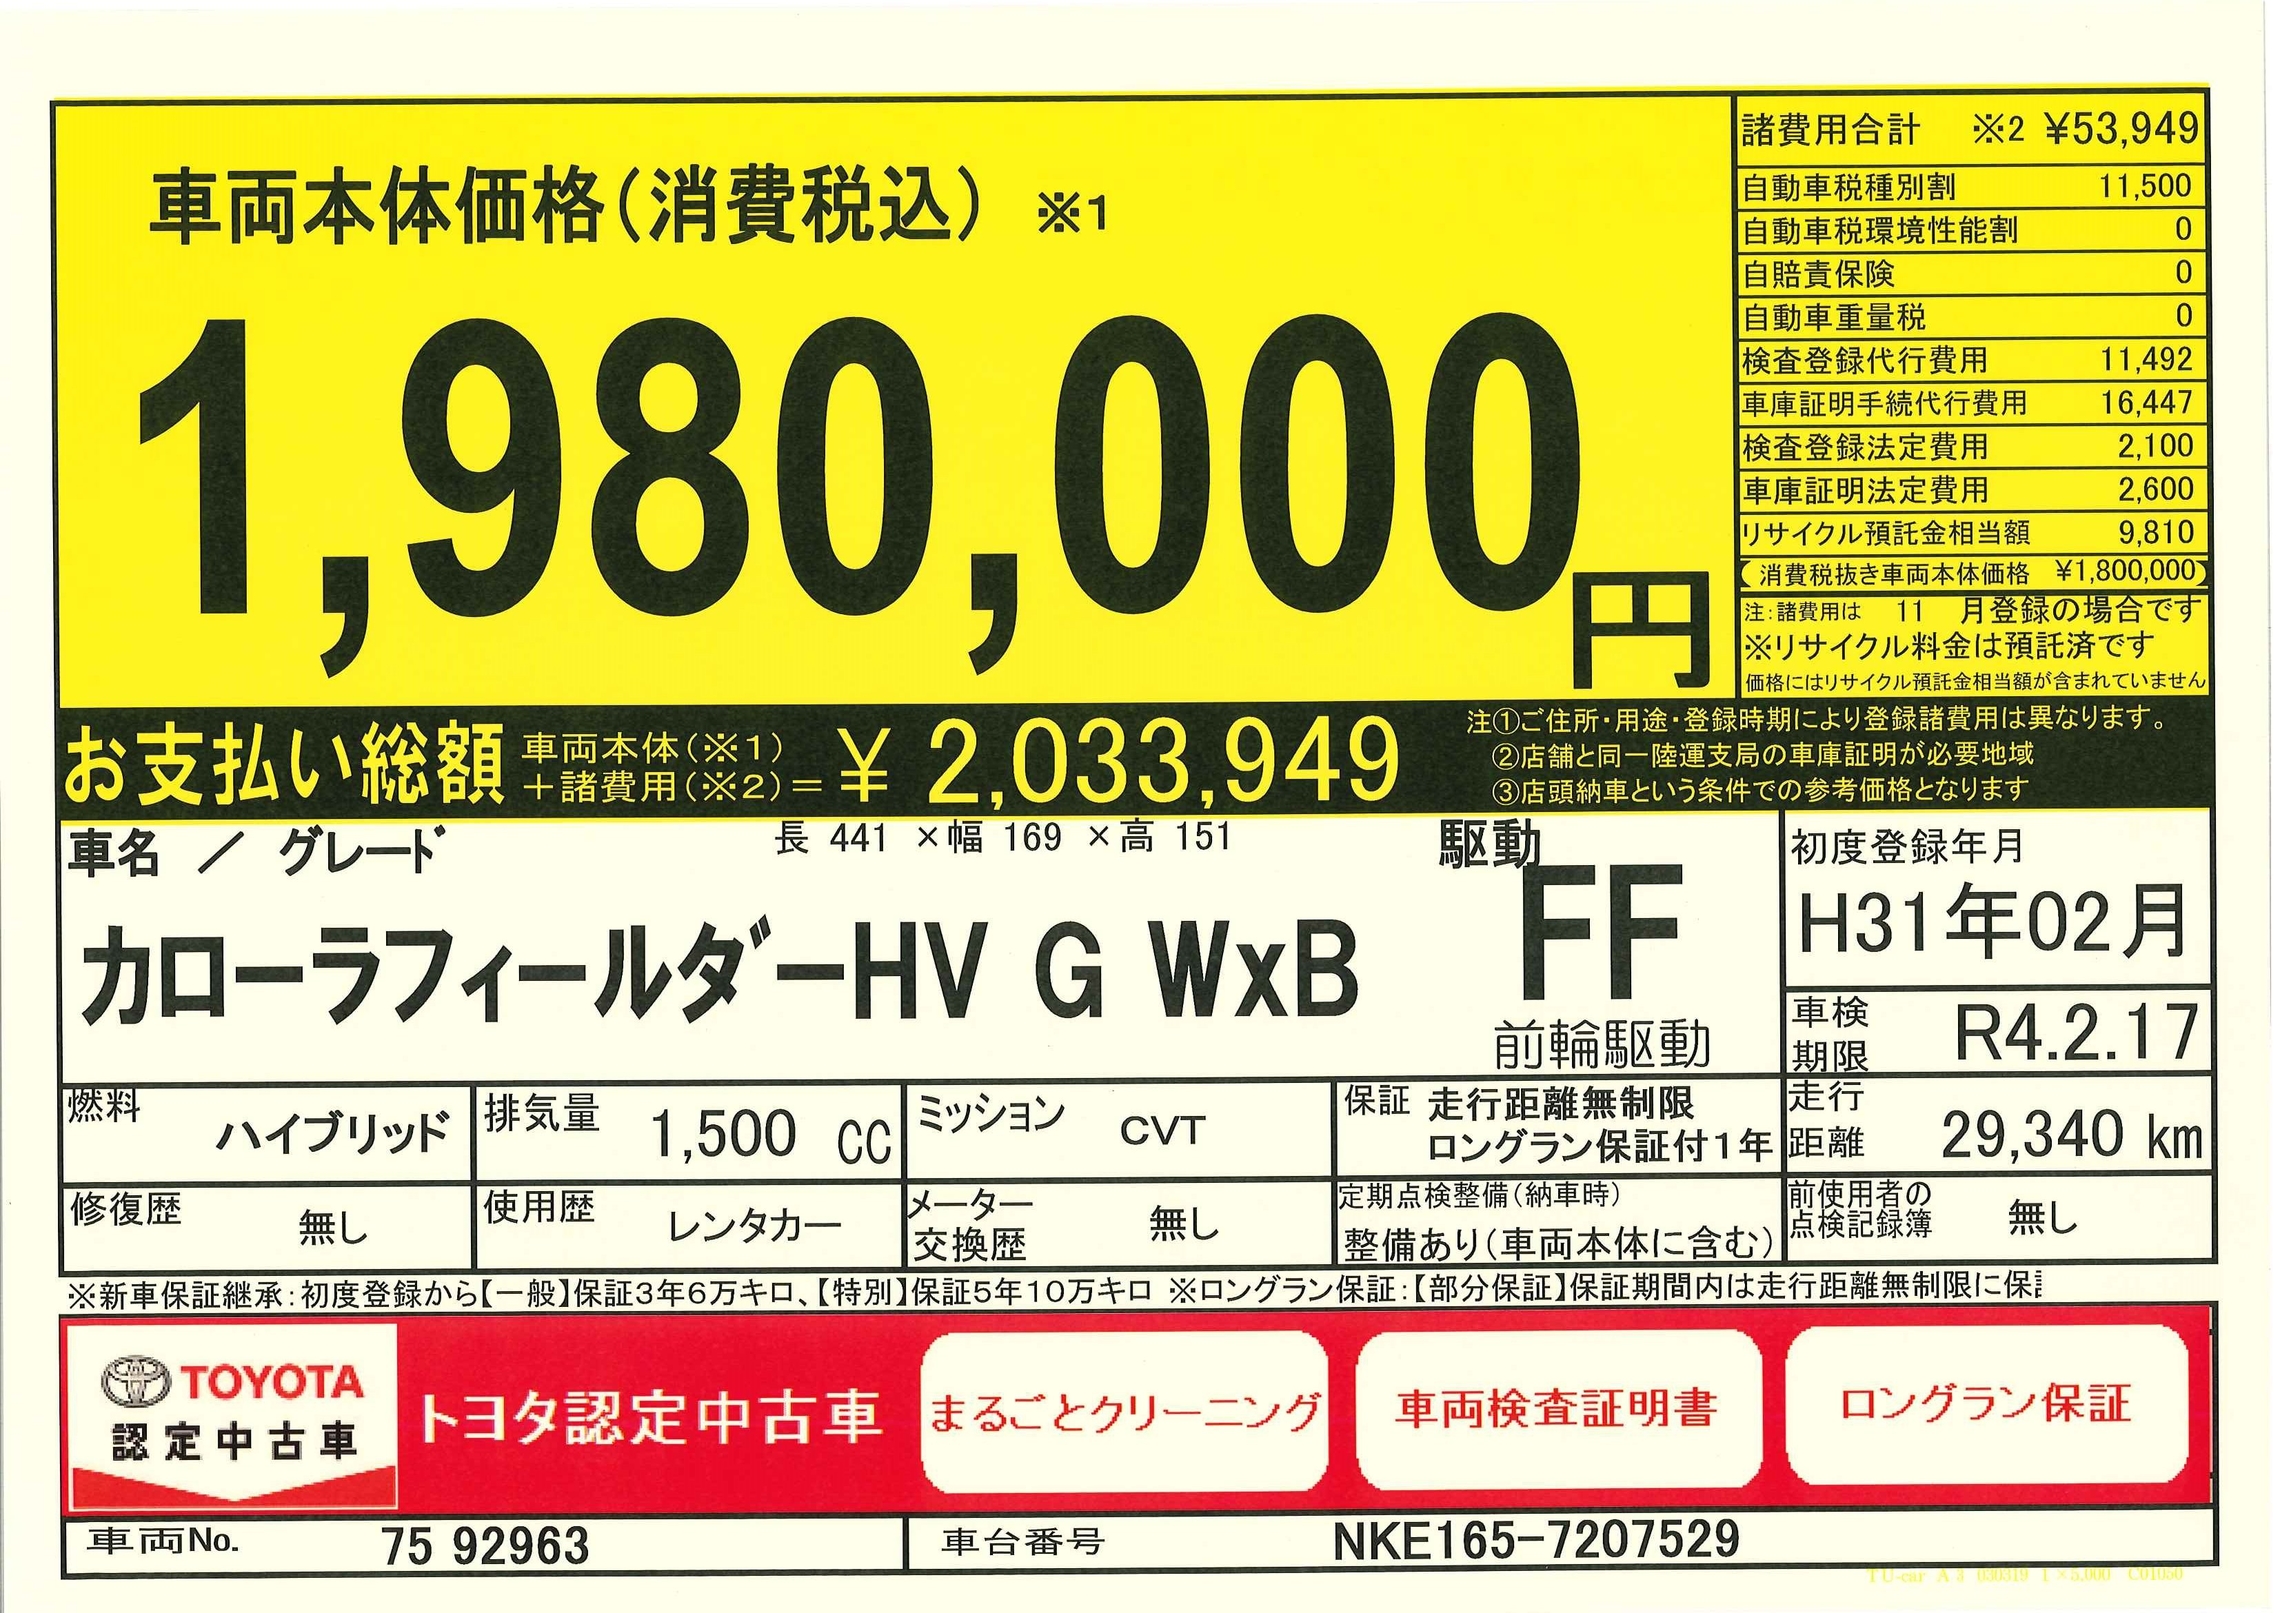 車両本体価格(消費税込) ※1
1,980,000円
諸費用合計 ※2 ¥53,949
自動車税種別割 11,500
自動車税環境性能割 0
自賠責保険 0
自動車重量税 0
検査登録代行費用 11,492
車庫証明手続代行費用 16,447
検査登録法定費用 2,100
車庫証明法定費用 2,600
リサイクル預託金相当額 9,810
(消費税抜き車両本体価格 ¥1,800,000)
注:諸費用は 11 月登録の場合です
※リサイクル料金は預託済です
価格にはリサイクル預託金相当額が含まれていません
お支払い総額 車両本体(※1)
+諸費用(※2)=¥ 2,033,949
注①ご住所・用途・登録時期により登録諸費用は異なります。
②店舗と同一陸運支局の車庫証明が必要地域
③店頭納車という条件での参考価格となります
車名 / グレード 長 441 ×幅 169 ×高 151
カローラフィールダーHV G WxB
駆動
FF
前輪駆動
初度登録年月
H31年02月
車検
期限 R4.2.17
燃料 ハイブリッド
排気量 1,500 CC
ミッション CVT
保証 走行距離無制限
ロングラン保証付1年
走行
距離 29,340 km
修復歴 無し
使用歴 レンタカー
メーター
交換歴 無し
定期点検整備(納車時)
整備あり(車両本体に含む)
前使用者の
点検記録簿 無し
※新車保証継承:初度登録から【一般】保証3年6万キロ、【特別】保証5年10万キロ ※ロングラン保証:【部分保証】保証期間内は走行距離無制限に保
TOYOTA
認定中古車
トヨタ認定中古車
まるごとクリーニング
車両検査証明書
ロングラン保証
車両No. 75 92963
車台番号 NKE165-7207529
TU-car A3 030319 1×5,000 C01050